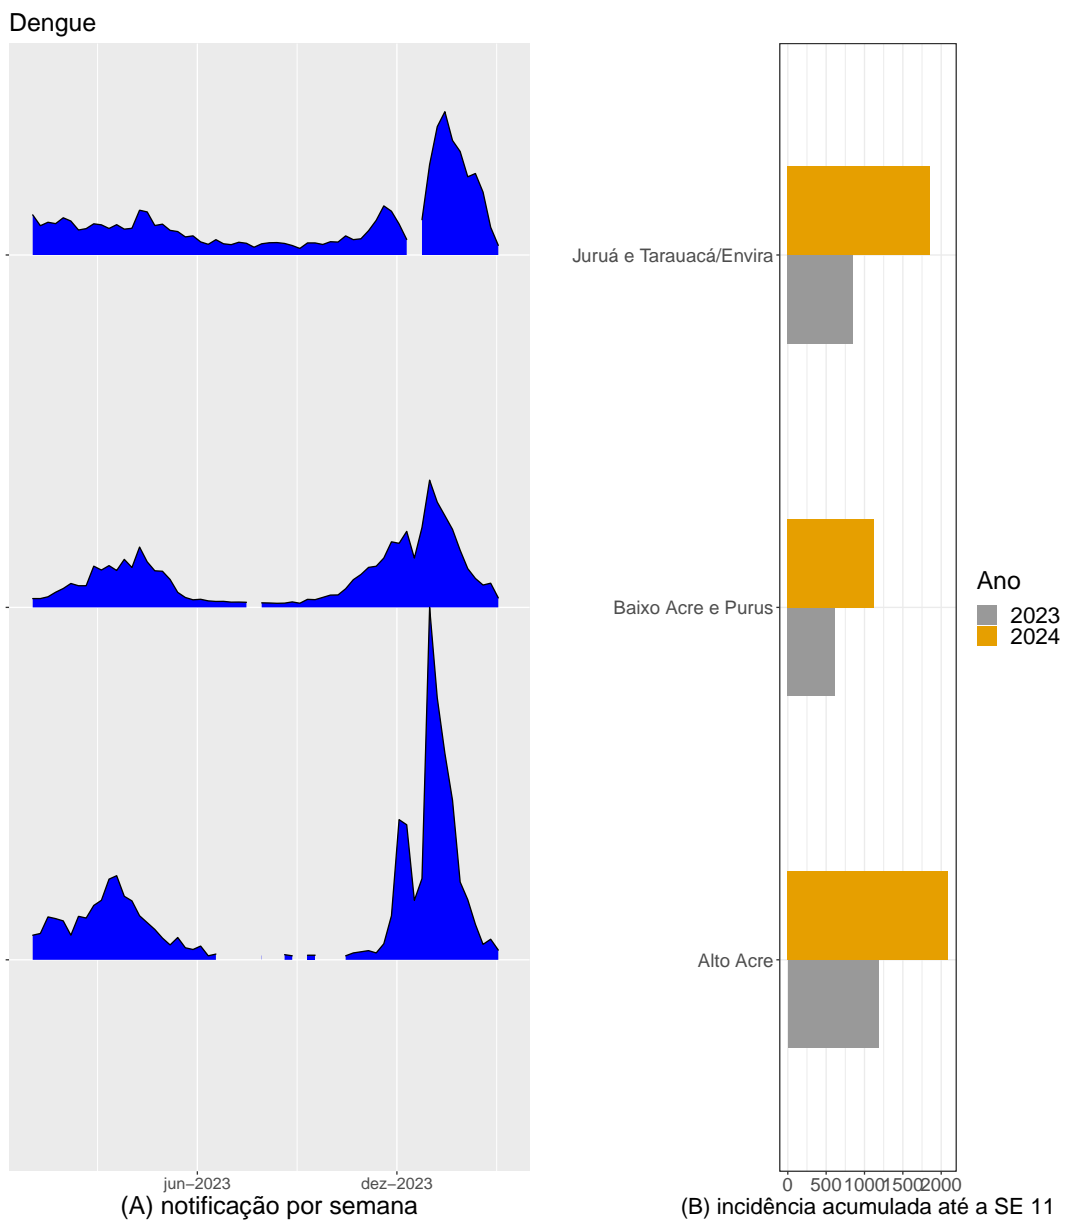 Dengue
Juruá e Tarauacá/Envira
Baixo Acre e Purus
Alto Acre
jun–2023
dez–2023
(A) notificação por semana
0
500
1000
1500
2000
(B) incidência acumulada até a SE 11
Ano
2023
2024